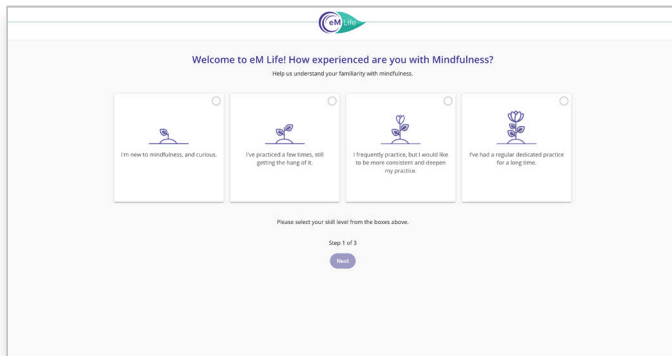 eM Life
Welcome to eM Life! How experienced are you with Mindfulness?
Help us understand your familiarity with mindfulness.
I'm new to mindfulness, and curious.
I've practiced a few times, still
getting the hang of it.
I frequently practice, but I would like
to be more consistent and deepen
my practice.
I've had a regular dedicated practice
for a long time.
Please select your skill level from the boxes above.
Step 1 of 3
Next